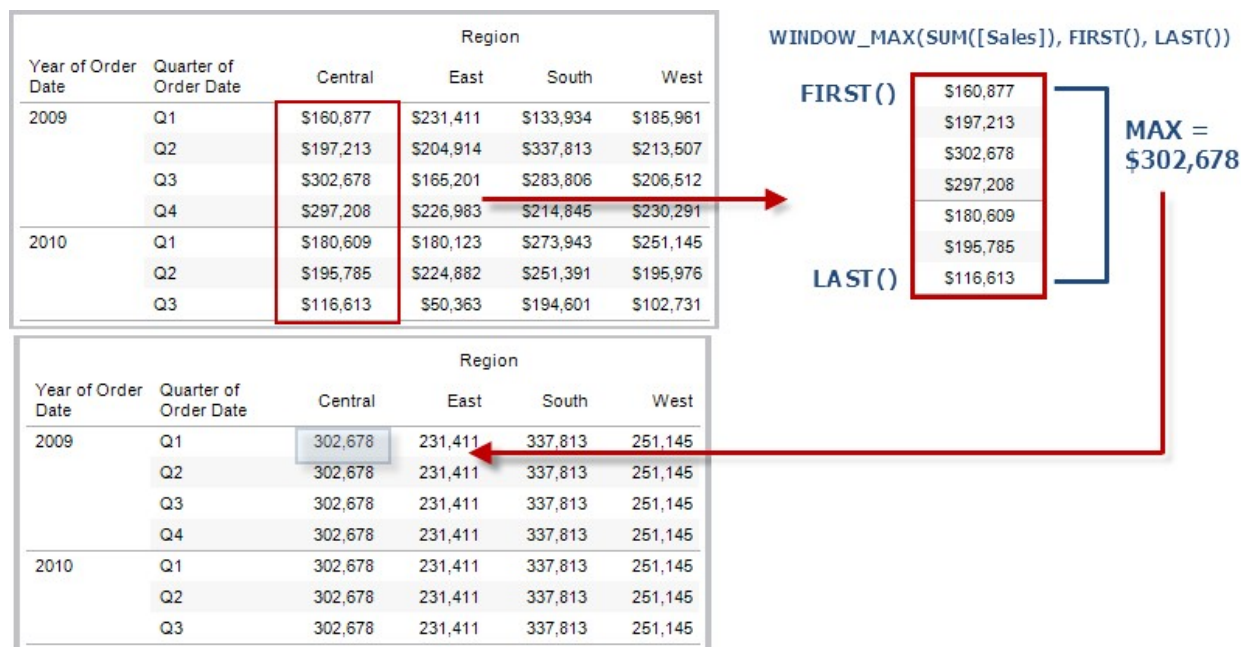 Region
Year of Order Date Quarter of Order Date Central East South West
2009 Q1 $160,877 $231,411 $133,934 $185,961
Q2 $197,213 $204,914 $337,813 $213,507
Q3 $302,678 $165,201 $283,806 $206,512
Q4 $297,208 $226,983 $214,845 $230,291
2010 Q1 $180,609 $180,123 $273,943 $251,145
Q2 $195,785 $224,882 $251,391 $195,976
Q3 $116,613 $50,363 $194,601 $102,731
WINDOW_MAX(SUM([Sales]), FIRST(), LAST())
FIRST() $160,877
$197,213
$302,678
$297,208
$180,609
$195,785
LAST() $116,613
MAX =
$302,678
Region
Year of Order Date Quarter of Order Date Central East South West
2009 Q1 302,678 231,411 337,813 251,145
Q2 302,678 231,411 337,813 251,145
Q3 302,678 231,411 337,813 251,145
Q4 302,678 231,411 337,813 251,145
2010 Q1 302,678 231,411 337,813 251,145
Q2 302,678 231,411 337,813 251,145
Q3 302,678 231,411 337,813 251,145